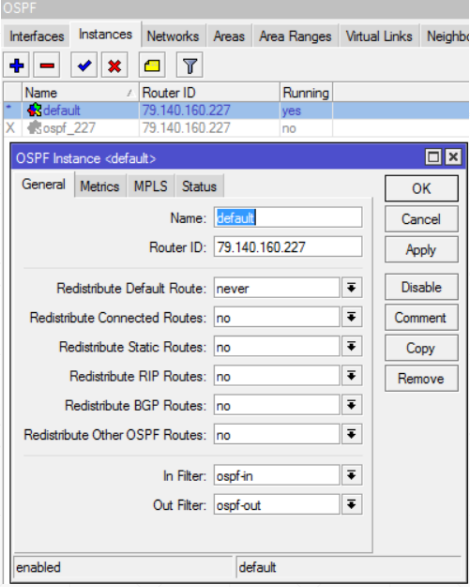 OSPF
Interfaces Instances Networks Areas Area Ranges Virtual Links Neighbo
Name Router ID Running
* default 79.140.160.227 yes
X ospf_227 79.140.160.227 no
OSPF Instance <default>
General Metrics MPLS Status
OK
Name: default
Cancel
Router ID: 79.140.160.227
Apply
Redistribute Default Route: never
Disable
Redistribute Connected Routes: no
Comment
Redistribute Static Routes: no
Copy
Redistribute RIP Routes: no
Remove
Redistribute BGP Routes: no
Redistribute Other OSPF Routes: no
In Filter: ospf-in
Out Filter: ospf-out
enabled default